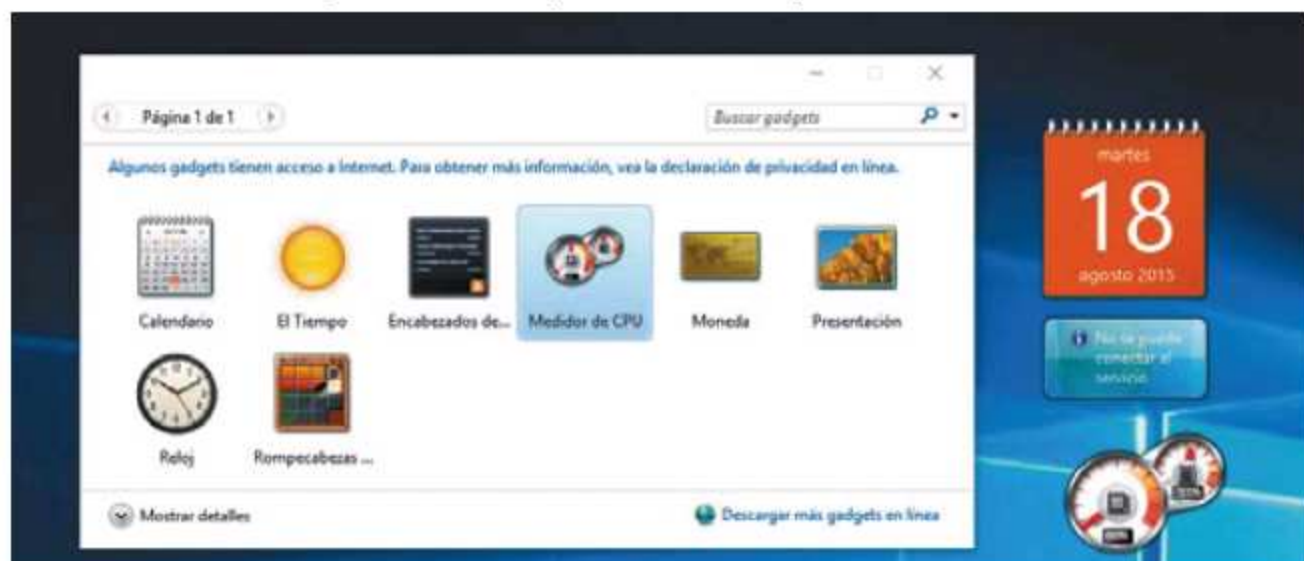 Página 1 de 1
Buscar gadgets
Algunos gadgets tienen acceso a Internet. Para obtener más información, vea la declaración de privacidad en línea.
Calendario
El Tiempo
Encabezados de...
Medidor de CPU
Moneda
Presentación
Reloj
Rompecabezas ...
Mostrar detalles
Descargar más gadgets en línea
martes
18
agosto 2015
No se puede
conectar al
servicio